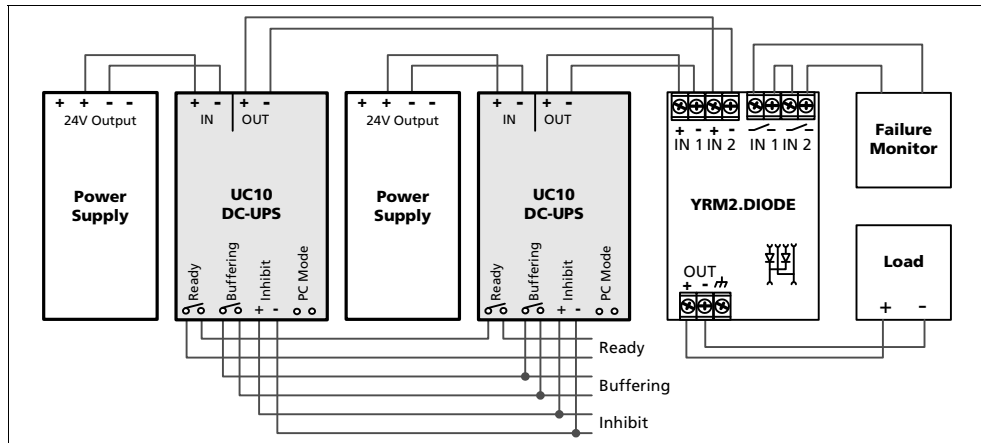 + + - -
24V Output
Power
Supply
+ - + -
IN OUT
UC10
DC-UPS
Ready
Buffering
Inhibit
PC Mode
+ -
+ + - -
24V Output
Power
Supply
+ - + -
IN OUT
UC10
DC-UPS
Ready
Buffering
Inhibit
PC Mode
+ -
+ - + -
IN 1 IN 2
IN 1 IN 2
YRM2.DIODE
OUT
+ -
Failure
Monitor
Load
+ -
Ready
Buffering
Inhibit